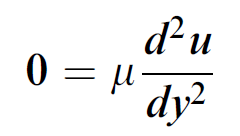 0 = μ d²u/dy²